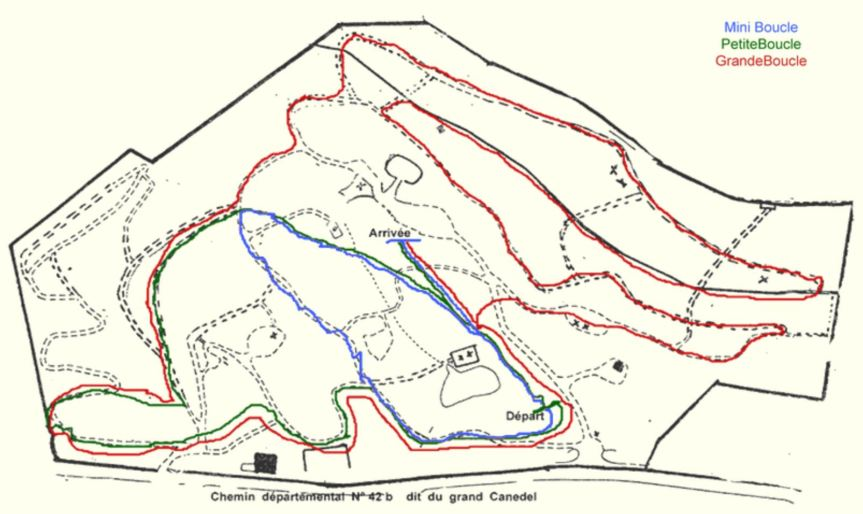 Mini Boucle
PetiteBoucle
GrandeBoucle
Arrivée
Départ
Chemin départemental N° 42 b dit du grand Canedel